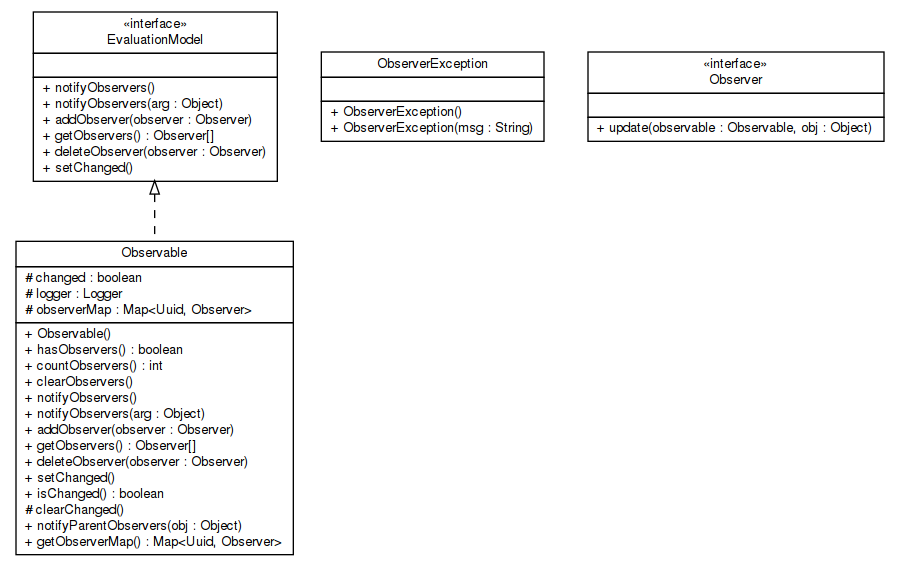 «interface»
EvaluationModel
+ notifyObservers()
+ notifyObservers(arg : Object)
+ addObserver(observer : Observer)
+ getObservers() : Observer[]
+ deleteObserver(observer : Observer)
+ setChanged()
ObserverException
+ ObserverException()
+ ObserverException(msg : String)
«interface»
Observer
+ update(observable : Observable, obj : Object)
Observable
# changed : boolean
# logger : Logger
# observerMap : Map<Uuid, Observer>
+ Observable()
+ hasObservers() : boolean
+ countObservers() : int
+ clearObservers()
+ notifyObservers()
+ notifyObservers(arg : Object)
+ addObserver(observer : Observer)
+ getObservers() : Observer[]
+ deleteObserver(observer : Observer)
+ setChanged()
+ isChanged() : boolean
# clearChanged()
+ notifyParentObservers(obj : Object)
+ getObserverMap() : Map<Uuid, Observer>